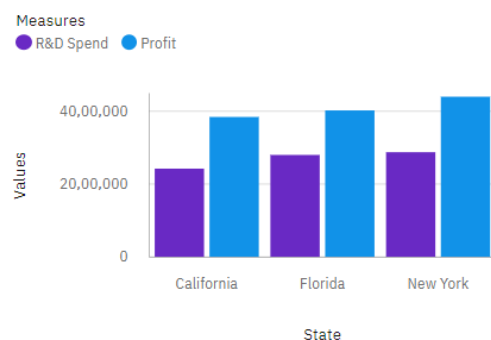 Measures
R&D Spend Profit
40,00,000
20,00,000
0
Values
California Florida New York
State